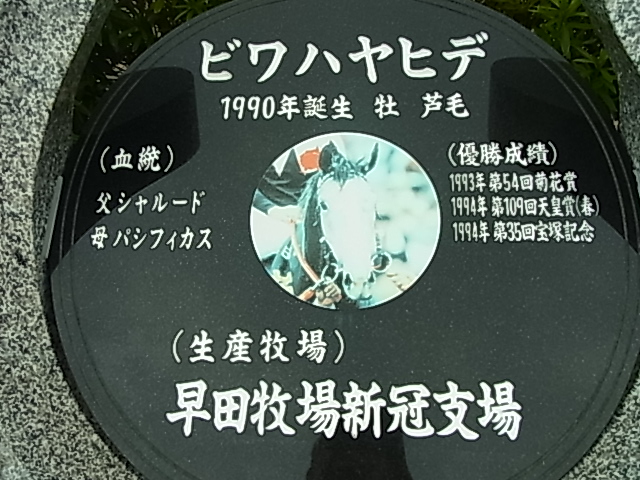 ビワハヤヒデ
1990年誕生 牡 芦毛
(血統)
父 シャルード
母 パシフィカス
(優勝成績)
1993年 第54回菊花賞
1994年 第109回天皇賞(春)
1994年 第35回宝塚記念
(生産牧場)
早田牧場新冠支場